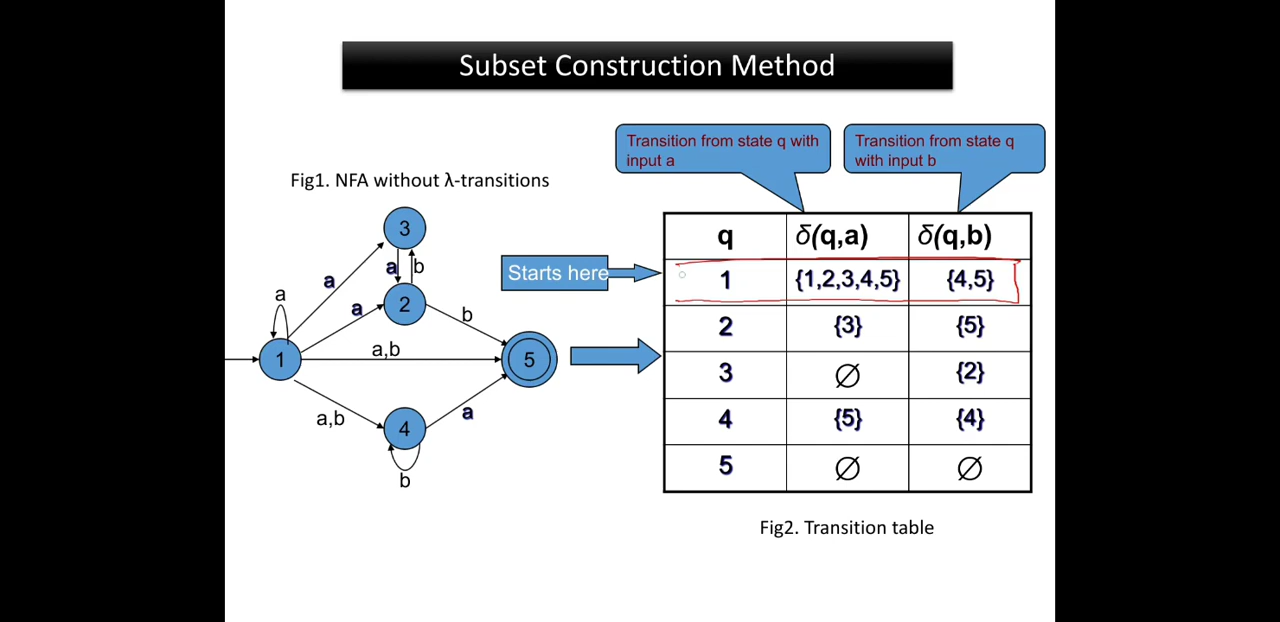 Subset Construction Method
Transition from state q with
input a
Transition from state q
with input b
Fig1. NFA without λ-transitions
3
a b
a
2
a
a
b
1
a,b
5
a,b
4
a
b
Starts here
q δ(q,a) δ(q,b)
1 {1,2,3,4,5} {4,5}
2 {3} {5}
3 ∅ {2}
4 {5} {4}
5 ∅ ∅
Fig2. Transition table